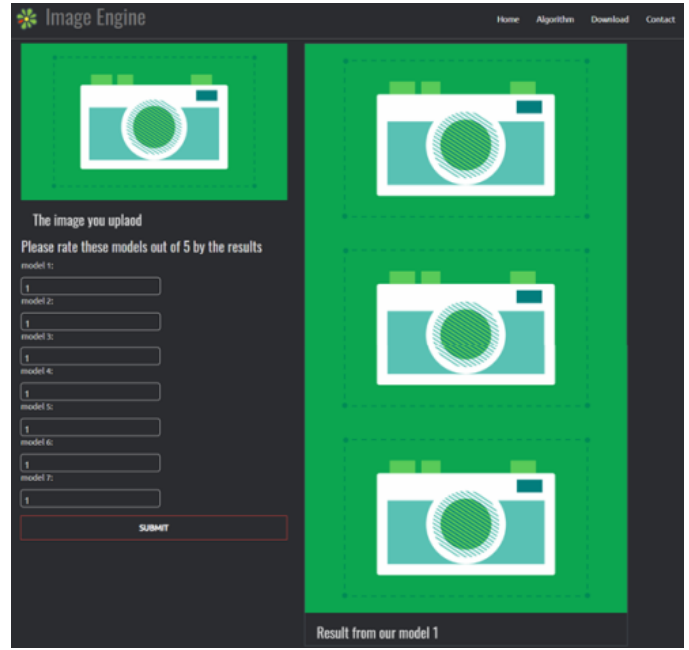 Image Engine
Home Algorithm Download Contact
The image you uplaod
Please rate these models out of 5 by the results
model 1:
1
model 2:
1
model 3:
1
model 4:
1
model 5:
1
model 6:
1
model 7:
1
SUBMIT
Result from our model 1